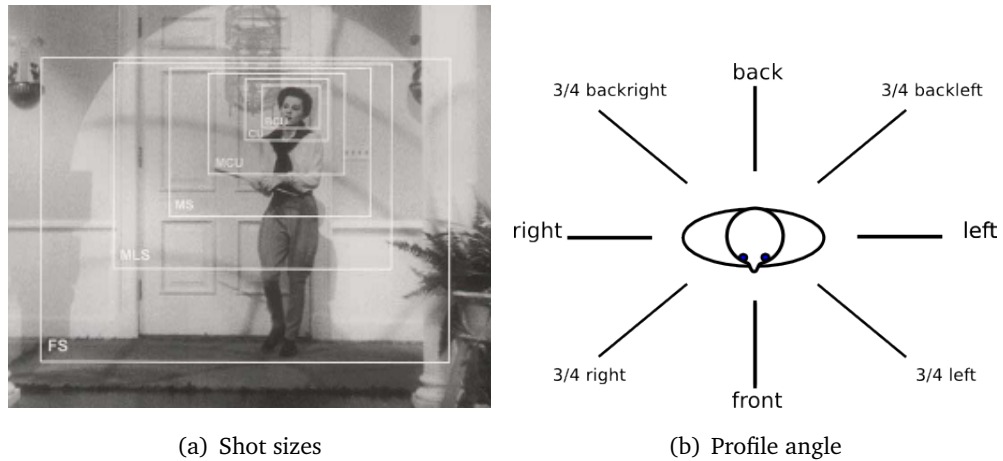 BCU
CU
MCU
MS
MLS
FS
back
3/4 backright
3/4 backleft
right
left
3/4 right
3/4 left
front
(a) Shot sizes
(b) Profile angle